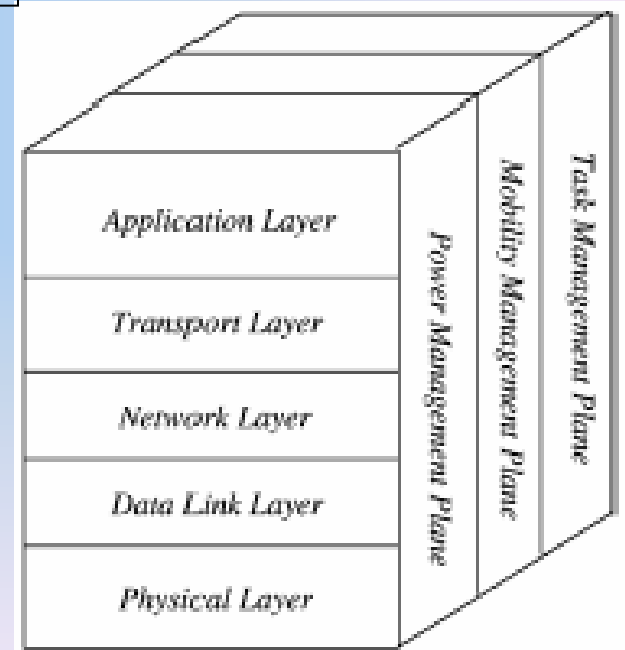 Application Layer
Transport Layer
Network Layer
Data Link Layer
Physical Layer
Power Management Plane
Mobility Management Plane
Task Management Plane